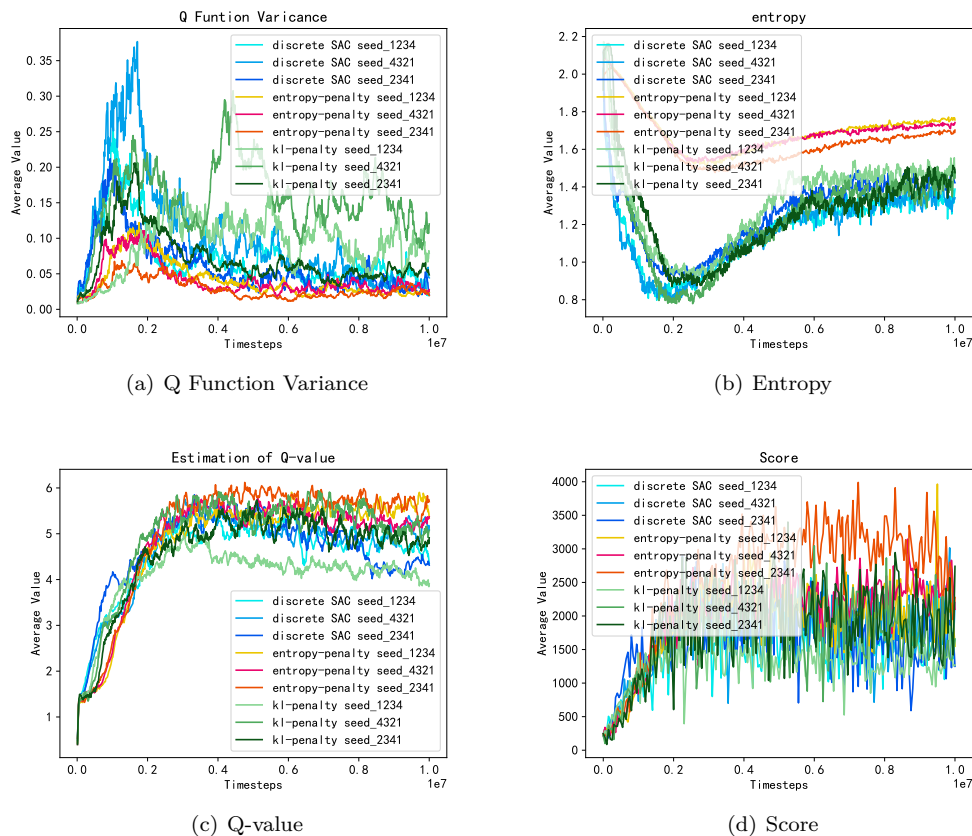 Q Funtion Varicance
Average Value
0.35
0.30
0.25
0.20
0.15
0.10
0.05
0.00
discrete SAC seed_1234
discrete SAC seed_4321
discrete SAC seed_2341
entropy-penalty seed_1234
entropy-penalty seed_4321
entropy-penalty seed_2341
kl-penalty seed_1234
kl-penalty seed_4321
kl-penalty seed_2341
0.0 0.2 0.4 0.6 0.8 1.0
1e7
Timesteps
(a) Q Function Variance
entropy
Average Value
2.2
2.0
1.8
1.6
1.4
1.2
1.0
0.8
discrete SAC seed_1234
discrete SAC seed_4321
discrete SAC seed_2341
entropy-penalty seed_1234
entropy-penalty seed_4321
entropy-penalty seed_2341
kl-penalty seed_1234
kl-penalty seed_4321
kl-penalty seed_2341
0.0 0.2 0.4 0.6 0.8 1.0
1e7
Timesteps
(b) Entropy
Estimation of Q-value
Average Value
6
5
4
3
2
1
discrete SAC seed_1234
discrete SAC seed_4321
discrete SAC seed_2341
entropy-penalty seed_1234
entropy-penalty seed_4321
entropy-penalty seed_2341
kl-penalty seed_1234
kl-penalty seed_4321
kl-penalty seed_2341
0.0 0.2 0.4 0.6 0.8 1.0
1e7
Timesteps
(c) Q-value
Score
Average Value
4000
3500
3000
2500
2000
1500
1000
500
0
discrete SAC seed_1234
discrete SAC seed_4321
discrete SAC seed_2341
entropy-penalty seed_1234
entropy-penalty seed_4321
entropy-penalty seed_2341
kl-penalty seed_1234
kl-penalty seed_4321
kl-penalty seed_2341
0.0 0.2 0.4 0.6 0.8 1.0
1e7
Timesteps
(d) Score